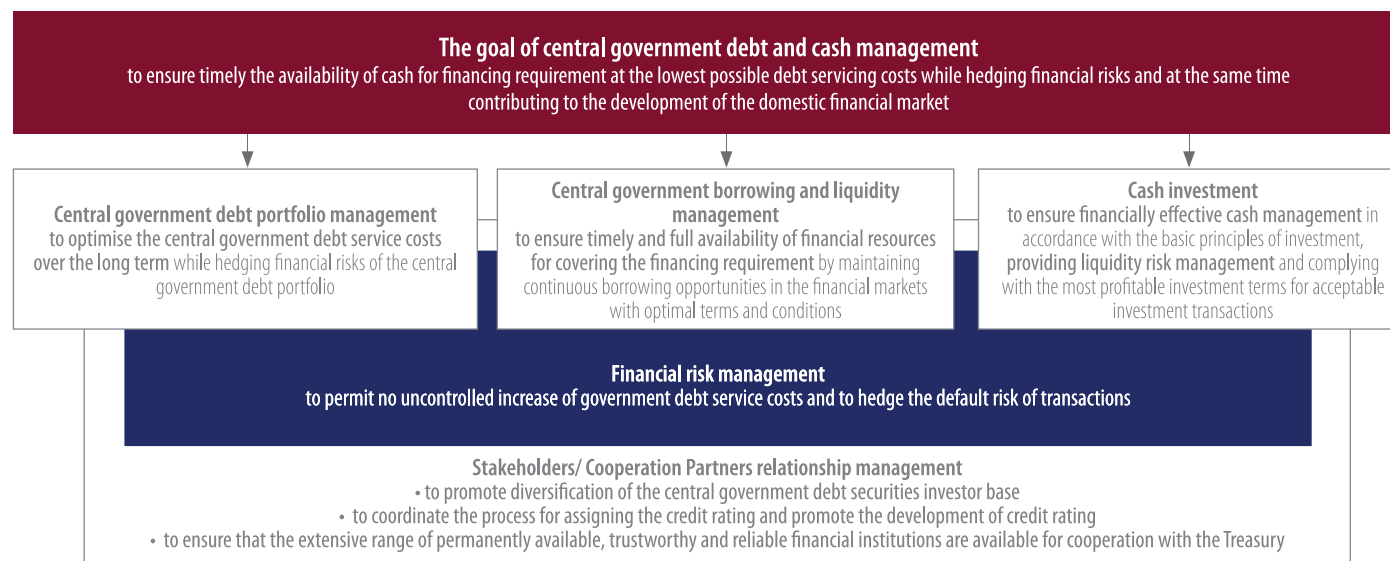 The goal of central government debt and cash management
to ensure timely the availability of cash for financing requirement at the lowest possible debt servicing costs while hedging financial risks and at the same time
contributing to the development of the domestic financial market
Central government debt portfolio management
to optimise the central government debt service costs
over the long term while hedging financial risks of the central
government debt portfolio
Central government borrowing and liquidity
management
to ensure timely and full availability of financial resources
for covering the financing requirement by maintaining
continuous borrowing opportunities in the financial markets
with optimal terms and conditions
Cash investment
to ensure financially effective cash management in
accordance with the basic principles of investment,
providing liquidity risk management and complying
with the most profitable investment terms for acceptable
investment transactions
Financial risk management
to permit no uncontrolled increase of government debt service costs and to hedge the default risk of transactions
Stakeholders/ Cooperation Partners relationship management
• to promote diversification of the central government debt securities investor base
• to coordinate the process for assigning the credit rating and promote the development of credit rating
• to ensure that the extensive range of permanently available, trustworthy and reliable financial institutions are available for cooperation with the Treasury